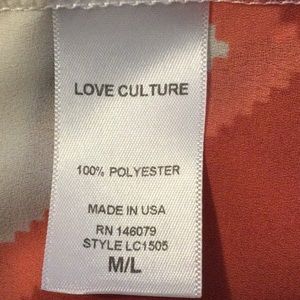 LOVE CULTURE
100% POLYESTER
MADE IN USA
RN 146079
STYLE LC1505
M/L